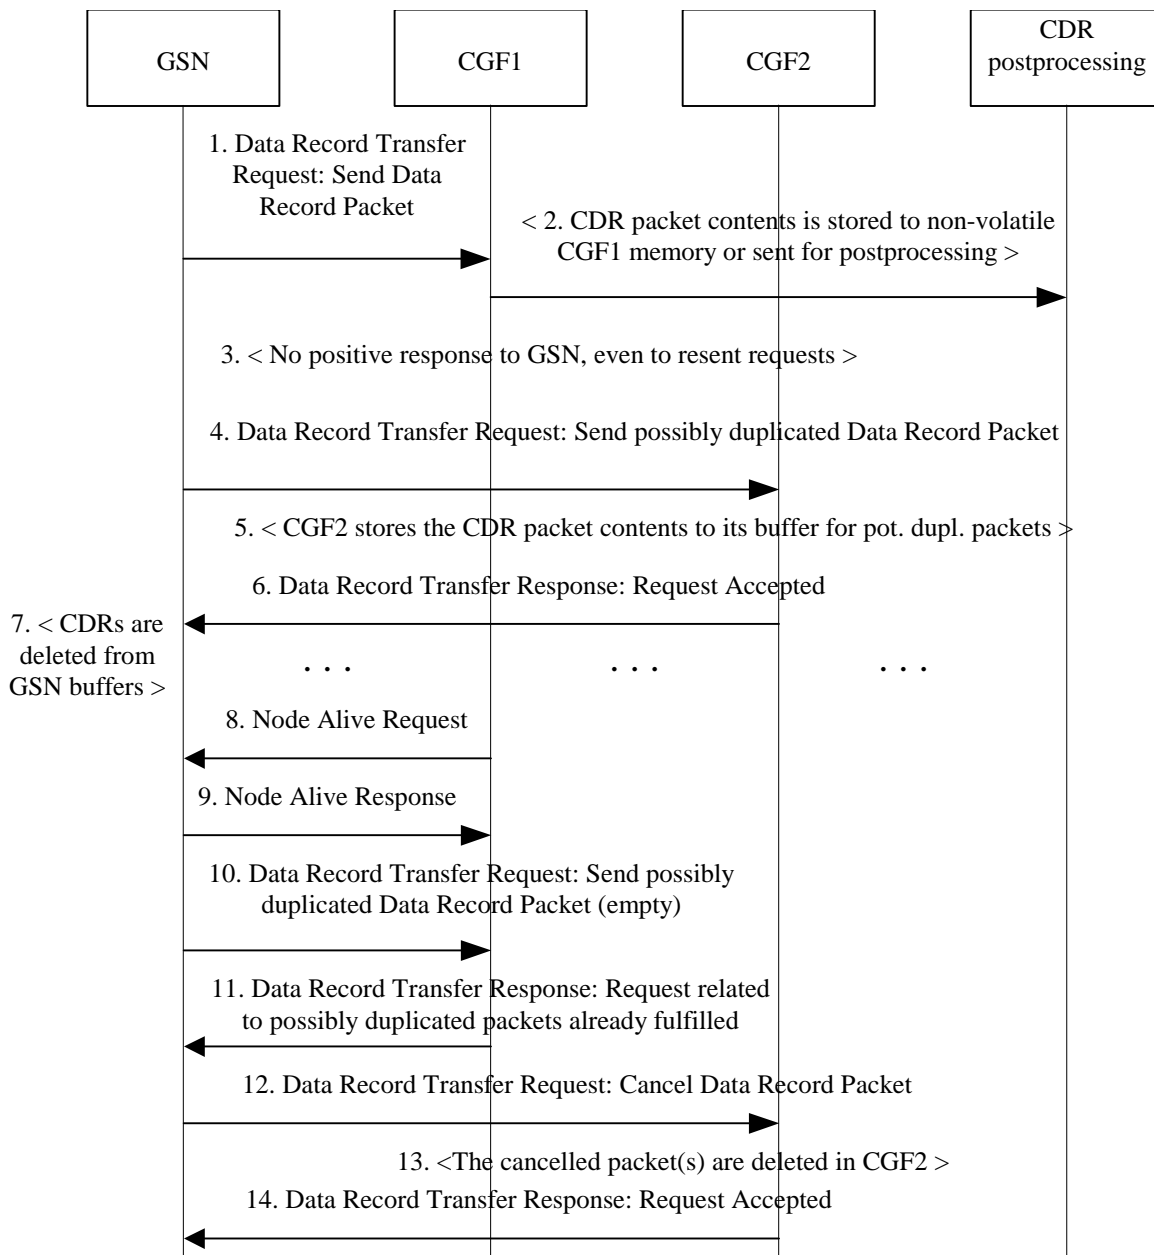 GSN
CGF1
CGF2
CDR
postprocessing
1. Data Record Transfer
Request: Send Data
Record Packet
< 2. CDR packet contents is stored to non-volatile
CGF1 memory or sent for postprocessing >
3. < No positive response to GSN, even to resent requests >
4. Data Record Transfer Request: Send possibly duplicated Data Record Packet
5. < CGF2 stores the CDR packet contents to its buffer for pot. dupl. packets >
6. Data Record Transfer Response: Request Accepted
7. < CDRs are
deleted from
GSN buffers >
. . .
. . .
. . .
8. Node Alive Request
9. Node Alive Response
10. Data Record Transfer Request: Send possibly
duplicated Data Record Packet (empty)
11. Data Record Transfer Response: Request related
to possibly duplicated packets already fulfilled
12. Data Record Transfer Request: Cancel Data Record Packet
13. <The cancelled packet(s) are deleted in CGF2 >
14. Data Record Transfer Response: Request Accepted